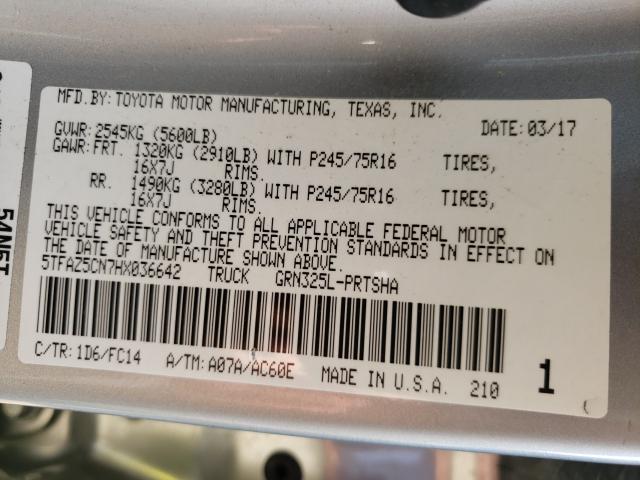 MFD.BY: TOYOTA MOTOR MANUFACTURING, TEXAS, INC.
GVWR: 2545KG (5600LB) DATE: 03/17
GAWR: FRT. 1320KG (2910LB) WITH P245/75R16 TIRES,
16X7J RIMS.
RR. 1490KG (3280LB) WITH P245/75R16 TIRES,
16X7J RIMS.
THIS VEHICLE CONFORMS TO ALL APPLICABLE FEDERAL MOTOR
VEHICLE SAFETY AND THEFT PREVENTION STANDARDS IN EFFECT ON
THE DATE OF MANUFACTURE SHOWN ABOVE.
5TFAZ5CN7HX036642 TRUCK GRN325L-PRTSHA
C/TR: 1D6/FC14 A/TM: A07A/AC60E MADE IN U.S.A. 210 1